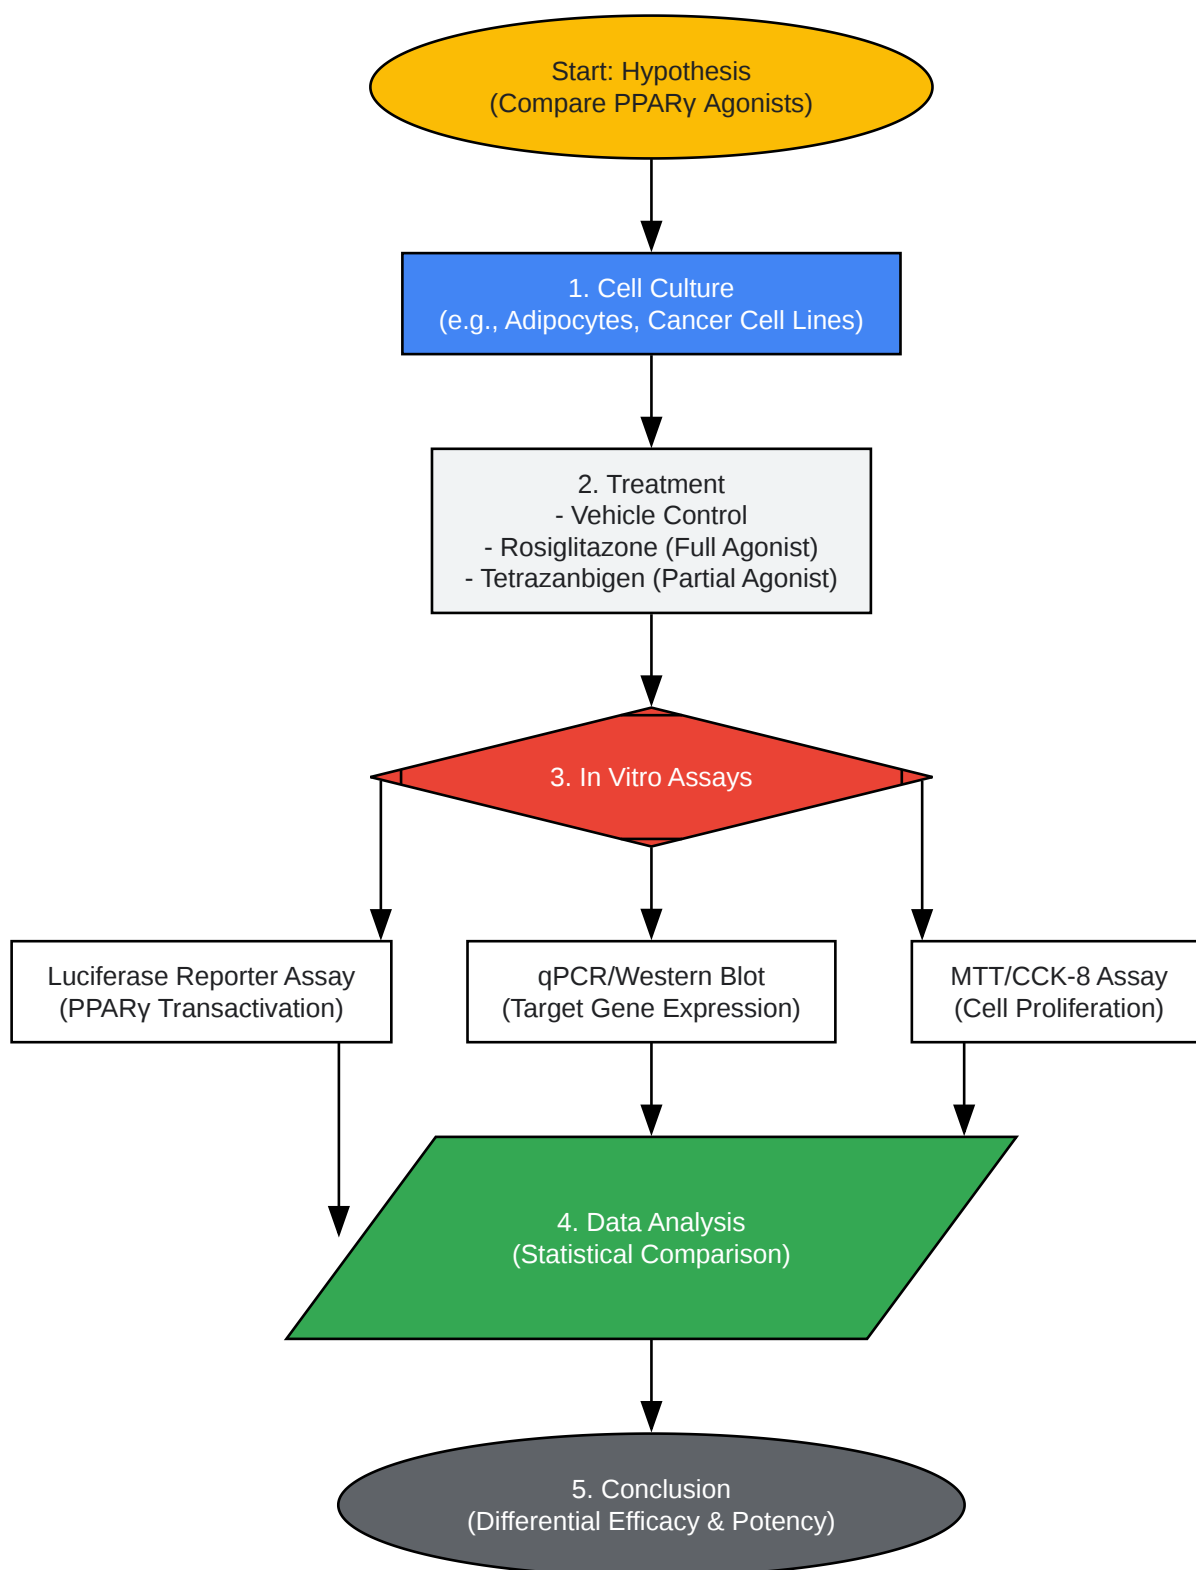 Start: Hypothesis
(Compare PPARγ Agonists)
1. Cell Culture
(e.g., Adipocytes, Cancer Cell Lines)
2. Treatment
- Vehicle Control
- Rosiglitazone (Full Agonist)
- Tetrazanbigen (Partial Agonist)
3. In Vitro Assays
Luciferase Reporter Assay
(PPARγ Transactivation)
qPCR/Western Blot
(Target Gene Expression)
MTT/CCK-8 Assay
(Cell Proliferation)
4. Data Analysis
(Statistical Comparison)
5. Conclusion
(Differential Efficacy & Potency)